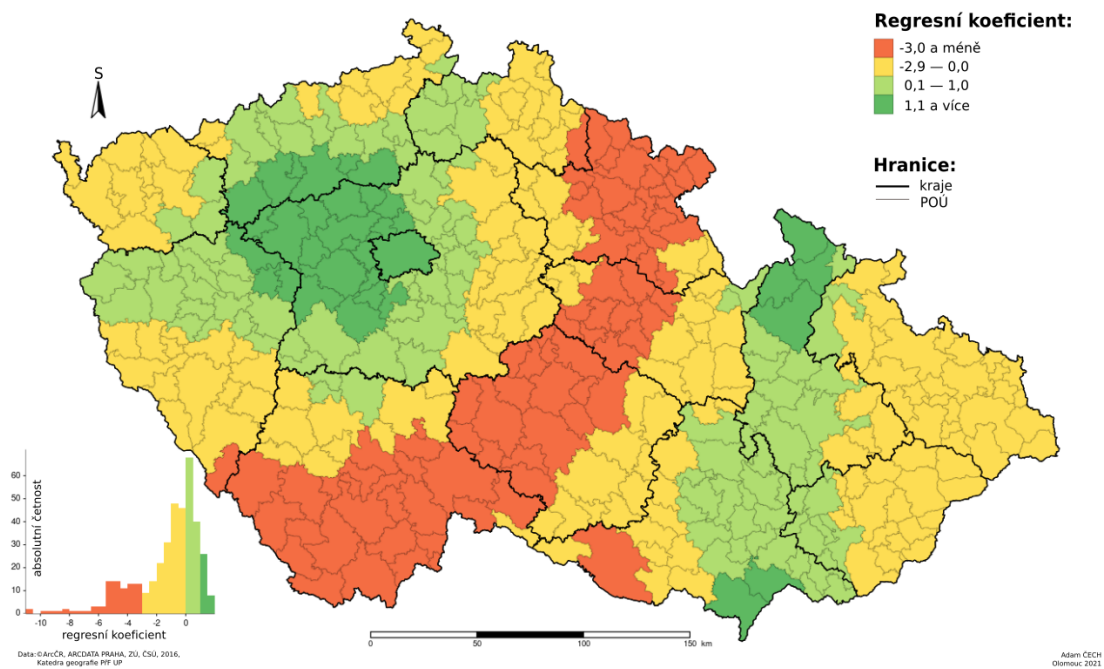 Regresní koeficient:
-3,0 a méně
-2,9 — 0,0
0,1 — 1,0
1,1 a více
S
Hranice:
kraje
POÚ
absolutní četnost
60
50
40
30
20
10
0
-10 -8 -6 -4 -2 0
regresní koeficient
0 50 100 150 km
Data:©ArcČR, ARCDATA PRAHA, ZÚ, ČSÚ, 2016,
Katedra geografie PřF UP
Adam ČECH
Olomouc 2021